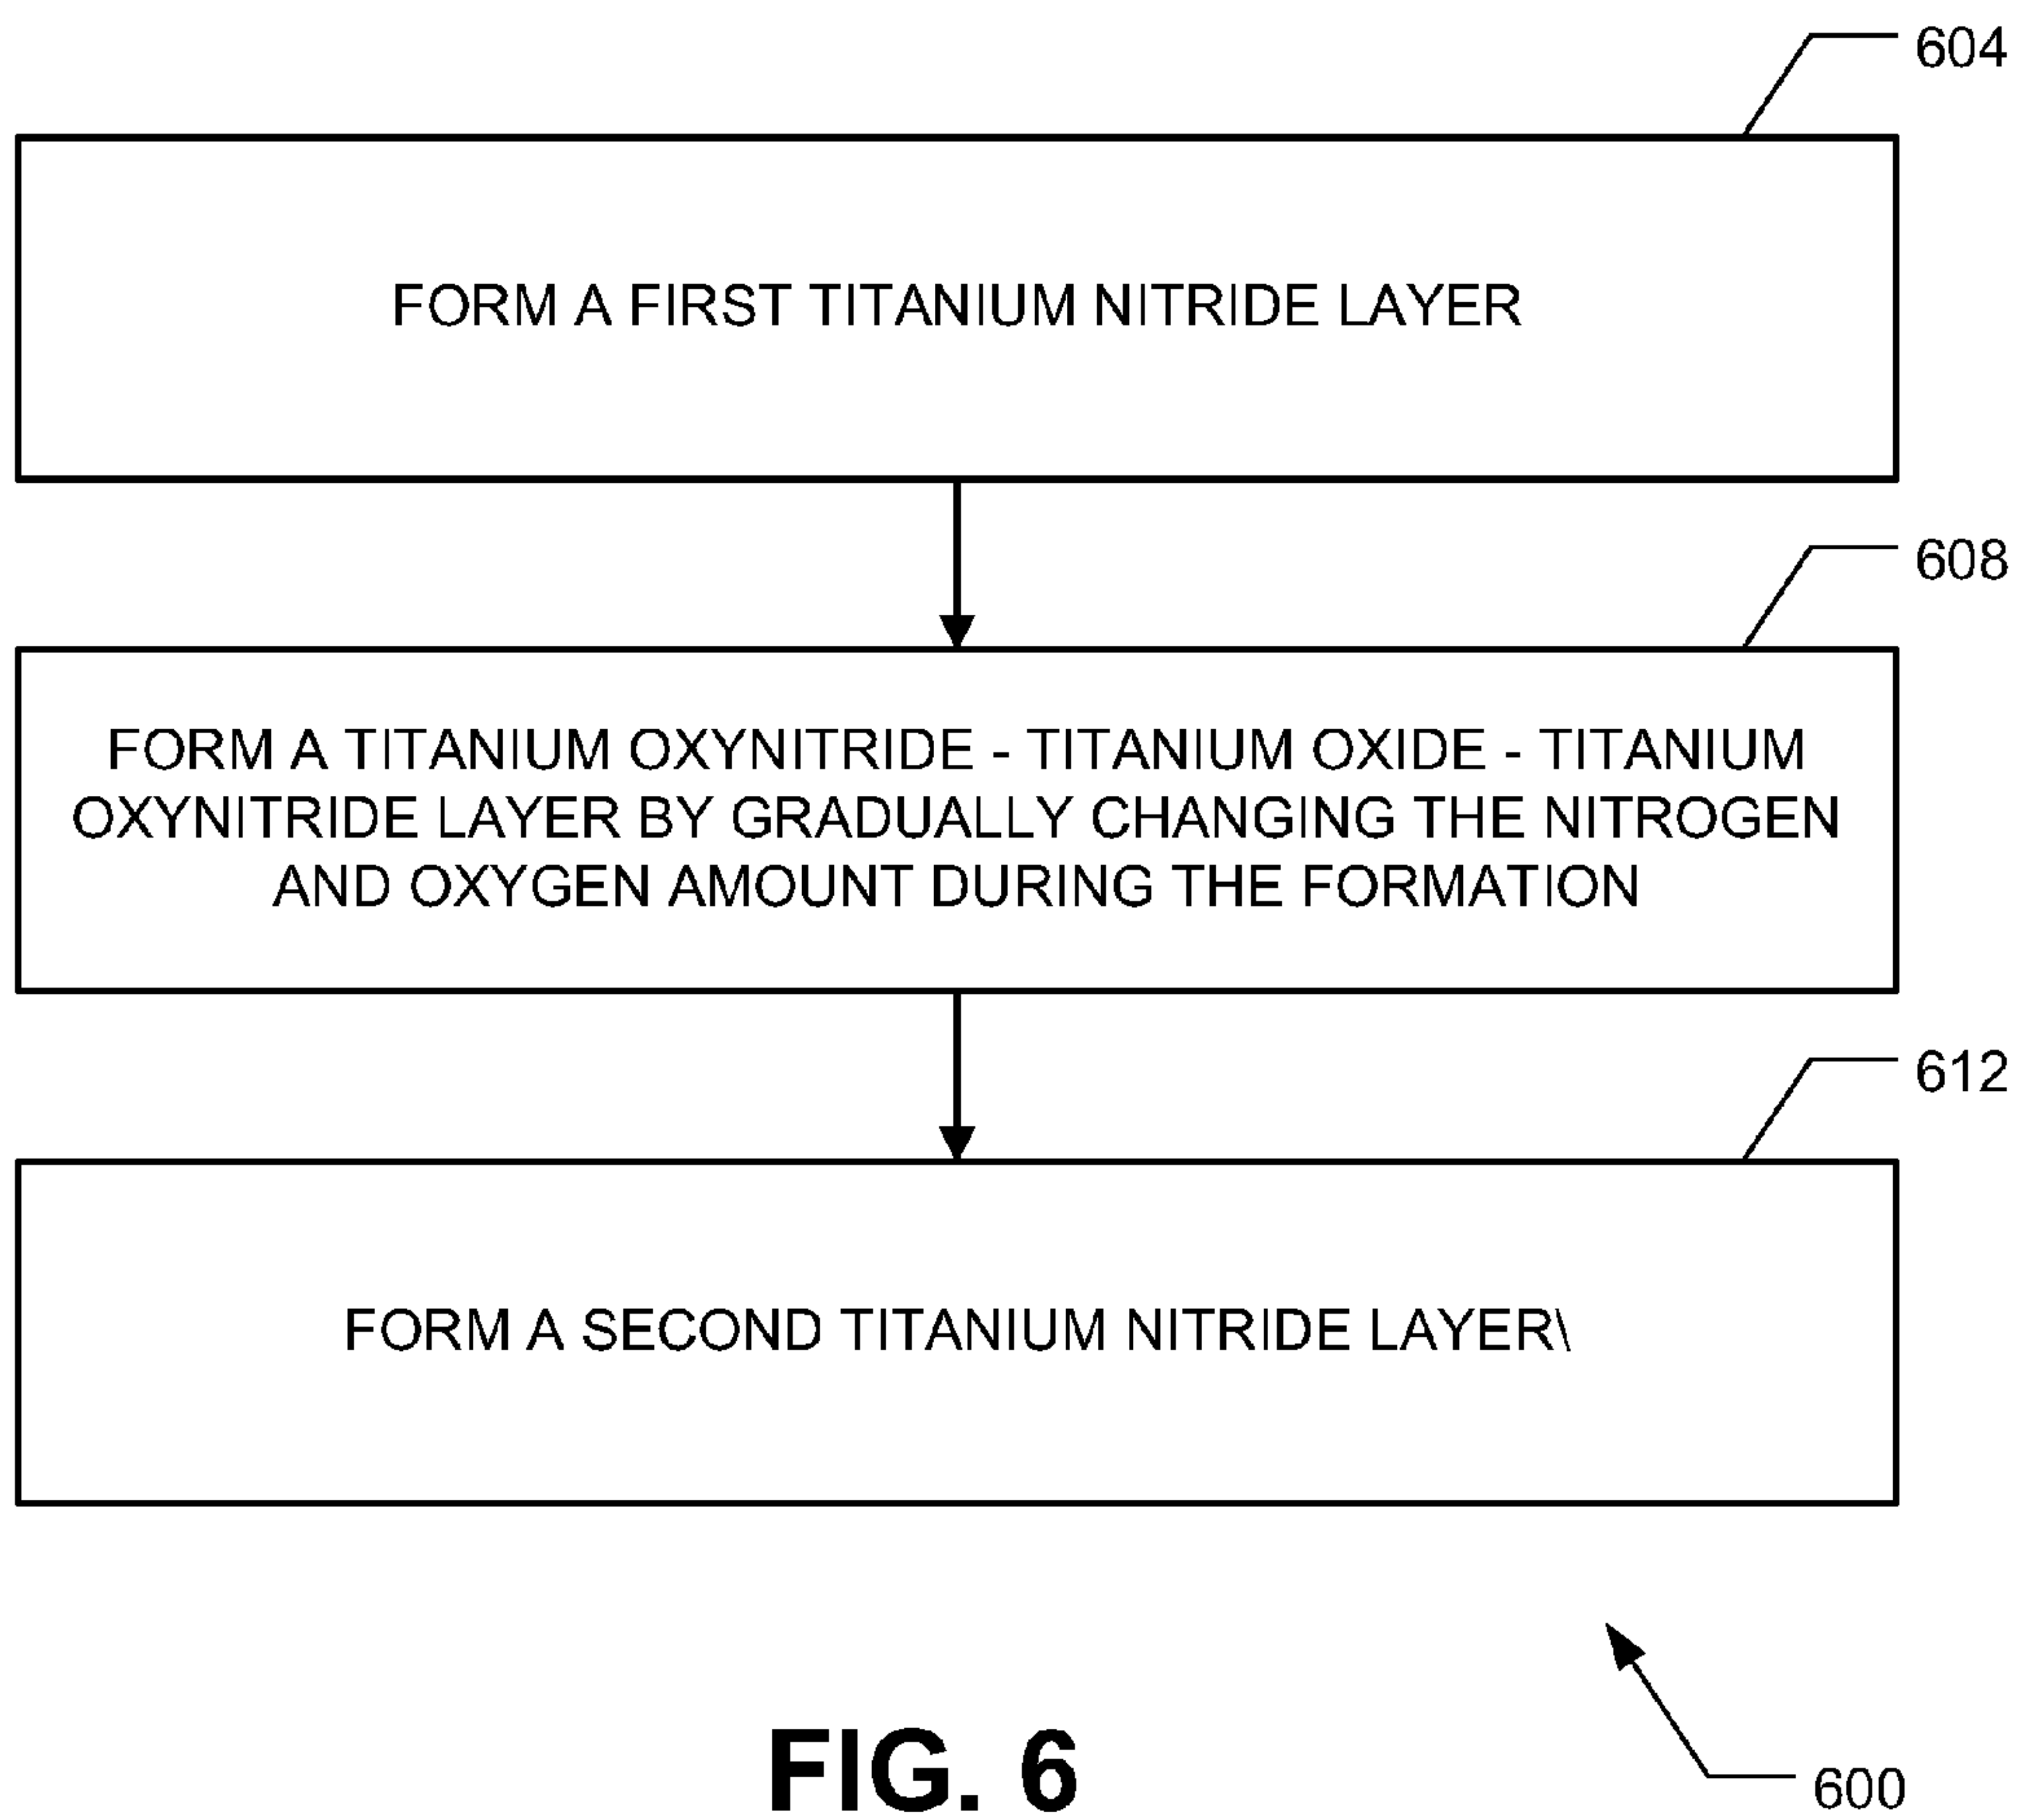 604
FORM A FIRST TITANIUM NITRIDE LAYER
608
FORM A TITANIUM OXYNITRIDE - TITANIUM OXIDE - TITANIUM
OXYNITRIDE LAYER BY GRADUALLY CHANGING THE NITROGEN
AND OXYGEN AMOUNT DURING THE FORMATION
612
FORM A SECOND TITANIUM NITRIDE LAYER\
FIG. 6
600